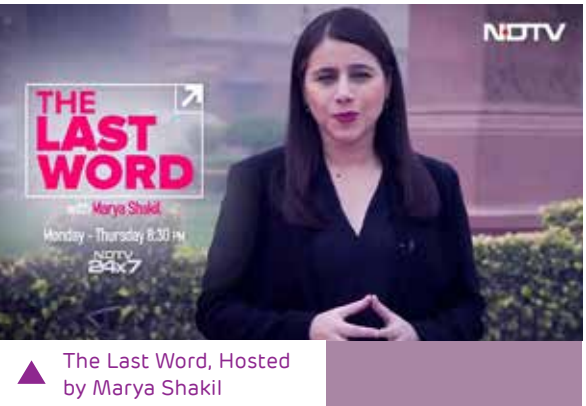 NDTV
THE
LAST
WORD
with Marya Shakil
Monday - Thursday 8:30 PM
NDTV
24x7
The Last Word, Hosted
by Marya Shakil